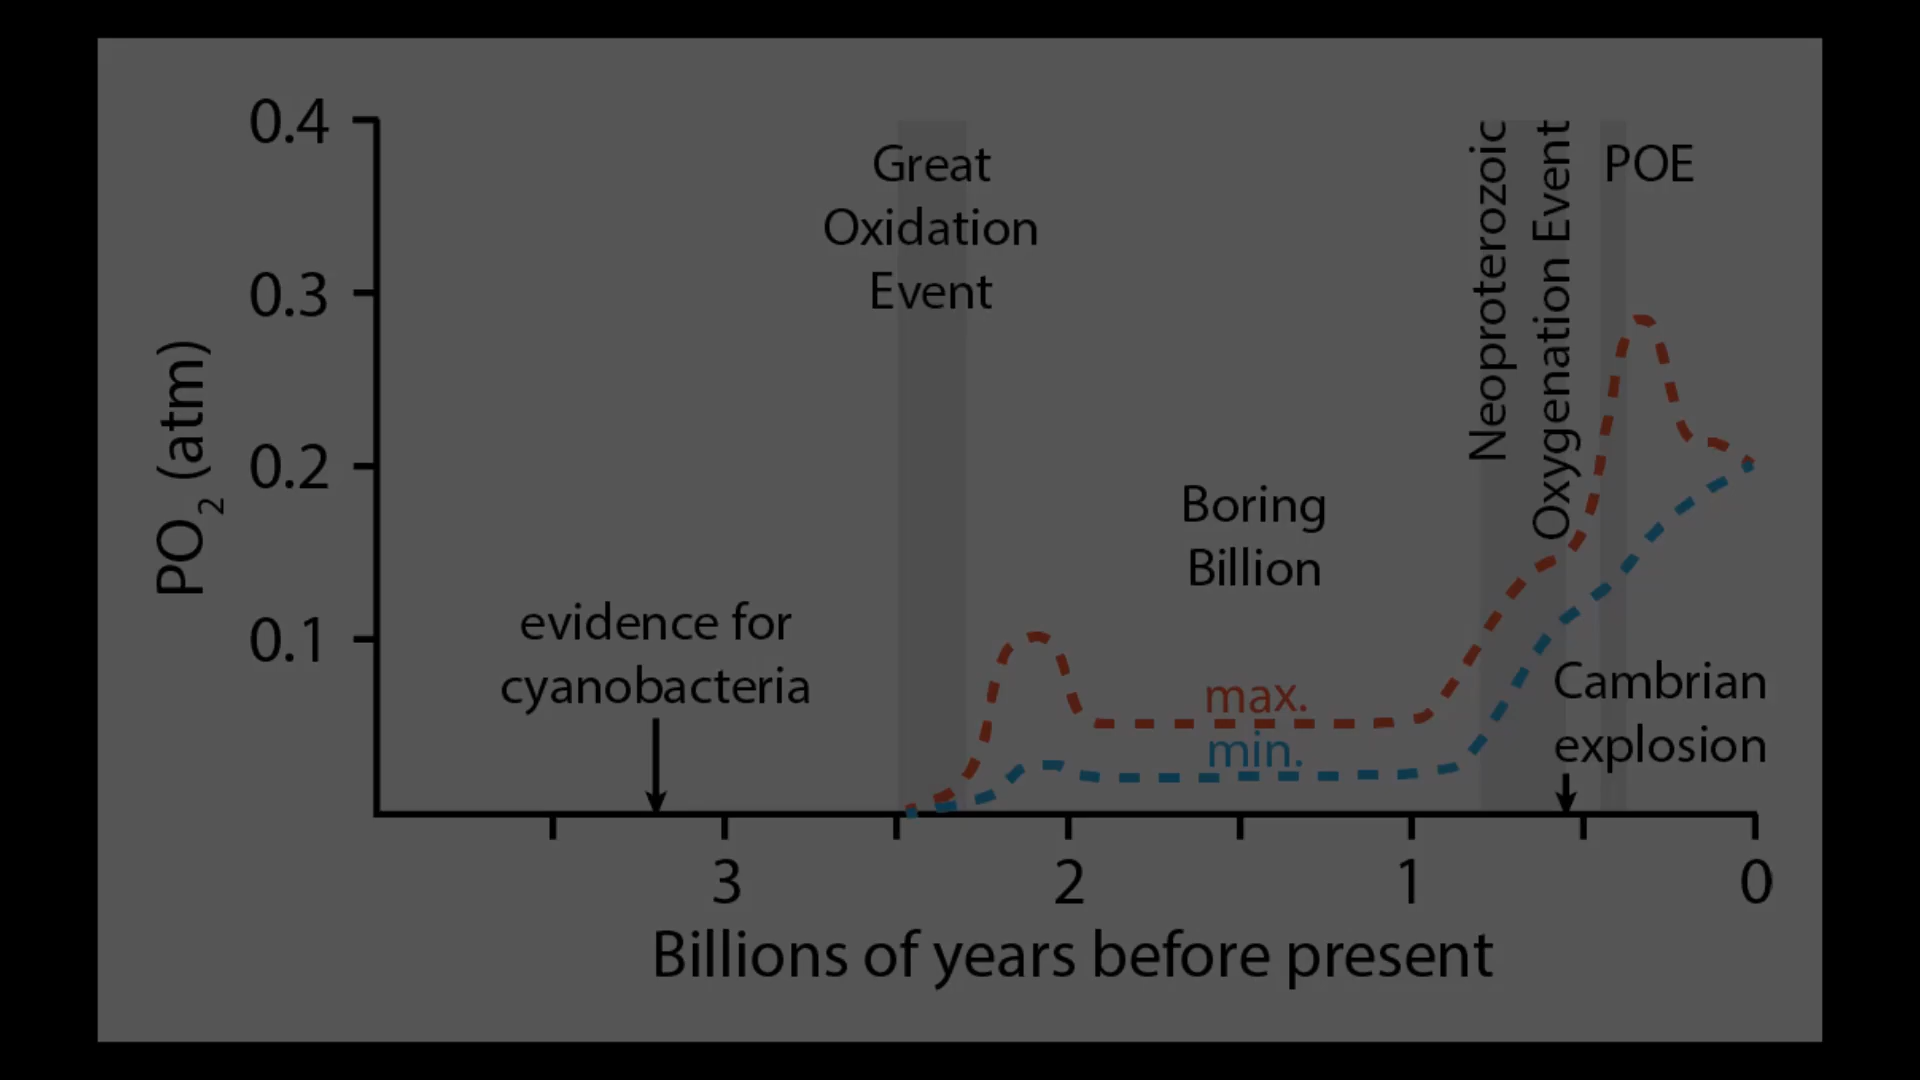 0.4
0.3
0.2
0.1
PO2 (atm)
Great
Oxidation
Event
Neoproterozoic
Oxygenation Event
POE
Boring
Billion
evidence for
cyanobacteria
max.
min.
Cambrian
explosion
3
2
1
0
Billions of years before present